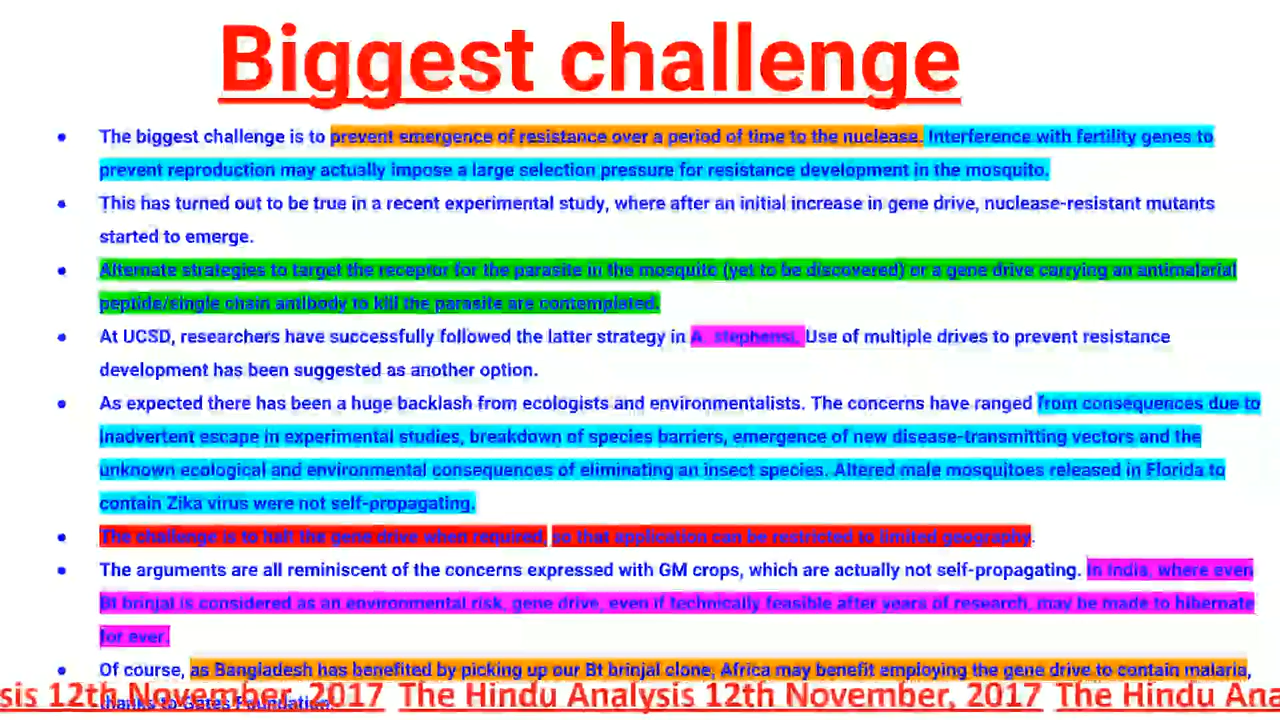 Biggest challenge
• The biggest challenge is to prevent emergence of resistance over a period of time to the nuclease. Interference with fertility genes to
prevent reproduction may actually impose a large selection pressure for resistance development in the mosquito.
• This has turned out to be true in a recent experimental study, where after an initial increase in gene drive, nuclease-resistant mutants
started to emerge.
• Alternate strategies to target the receptor for the parasite in the mosquito (yet to be discovered) or a gene drive carrying an antimalarial
peptide/single chain antibody to kill the parasite are contemplated.
• At UCSD, researchers have successfully followed the latter strategy in A. stephensi. Use of multiple drives to prevent resistance
development has been suggested as another option.
• As expected there has been a huge backlash from ecologists and environmentalists. The concerns have ranged from consequences due to
inadvertent escape in experimental studies, breakdown of species barriers, emergence of new disease-transmitting vectors and the
unknown ecological and environmental consequences of eliminating an insect species. Altered male mosquitoes released in Florida to
contain Zika virus were not self-propagating.
• The challenge is to halt the gene drive when required, so that application can be restricted to limited geography.
• The arguments are all reminiscent of the concerns expressed with GM crops, which are actually not self-propagating. In India, where even
Bt brinjal is considered as an environmental risk, gene drive, even if technically feasible after years of research, may be made to hibernate
for ever.
• Of course, as Bangladesh has benefited by picking up our Bt brinjal clone, Africa may benefit employing the gene drive to contain malaria,
thanks to Gates Foundation.
sis 12th November, 2017 The Hindu Analysis 12th November, 2017 The Hindu Ana